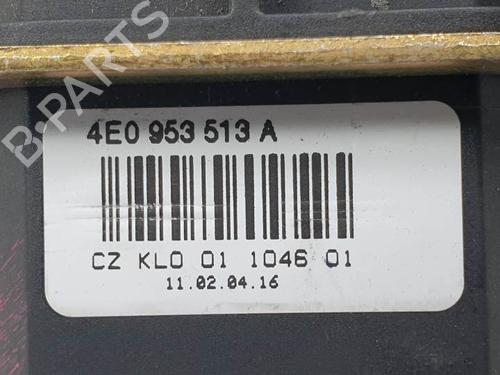 B-PARTS
4E0 953 513 A
CZ KLO 01 1046 01
11.02.04.16